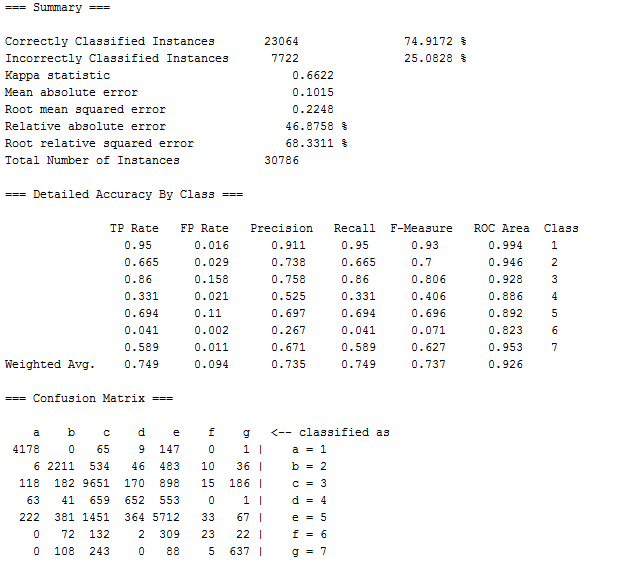 === Summary ===
Correctly Classified Instances 23064 74.9172 %
Incorrectly Classified Instances 7722 25.0828 %
Kappa statistic 0.6622
Mean absolute error 0.1015
Root mean squared error 0.2248
Relative absolute error 46.8758 %
Root relative squared error 68.3311 %
Total Number of Instances 30786
=== Detailed Accuracy By Class ===
TP Rate FP Rate Precision Recall F-Measure ROC Area Class
0.95 0.016 0.911 0.95 0.93 0.994 1
0.665 0.029 0.738 0.665 0.7 0.946 2
0.86 0.158 0.758 0.86 0.806 0.928 3
0.331 0.021 0.525 0.331 0.406 0.886 4
0.694 0.11 0.697 0.694 0.696 0.892 5
0.041 0.002 0.267 0.041 0.071 0.823 6
0.589 0.011 0.671 0.589 0.627 0.953 7
Weighted Avg. 0.749 0.094 0.735 0.749 0.737 0.926
=== Confusion Matrix ===
a b c d e f g <-- classified as
4178 0 65 9 147 0 1 | a = 1
6 2211 534 46 483 10 36 | b = 2
118 182 9651 170 898 15 186 | c = 3
63 41 659 652 553 0 1 | d = 4
222 381 1451 364 5712 33 67 | e = 5
0 72 132 2 309 23 22 | f = 6
0 108 243 0 88 5 637 | g = 7